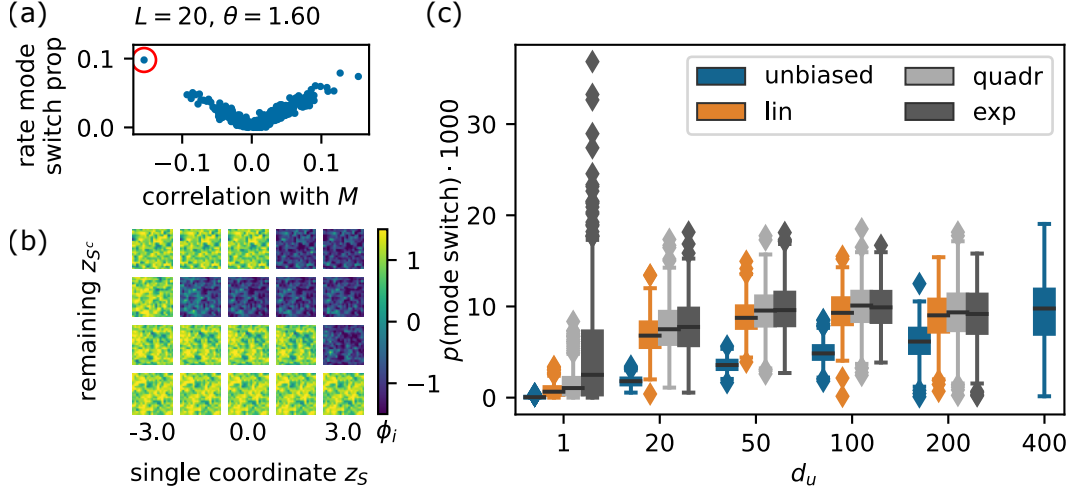 (a)
L = 20, θ = 1.60
rate mode
switch prop
0.1
0.0
−0.1
0.0
0.1
correlation with M
(b)
remaining z_{S^c}
1
0
−1
ϕ_i
-3.0
0.0
3.0
single coordinate z_S
(c)
p(mode switch) · 1000
30
20
10
0
unbiased
lin
quadr
exp
1
20
50
100
200
400
d_u